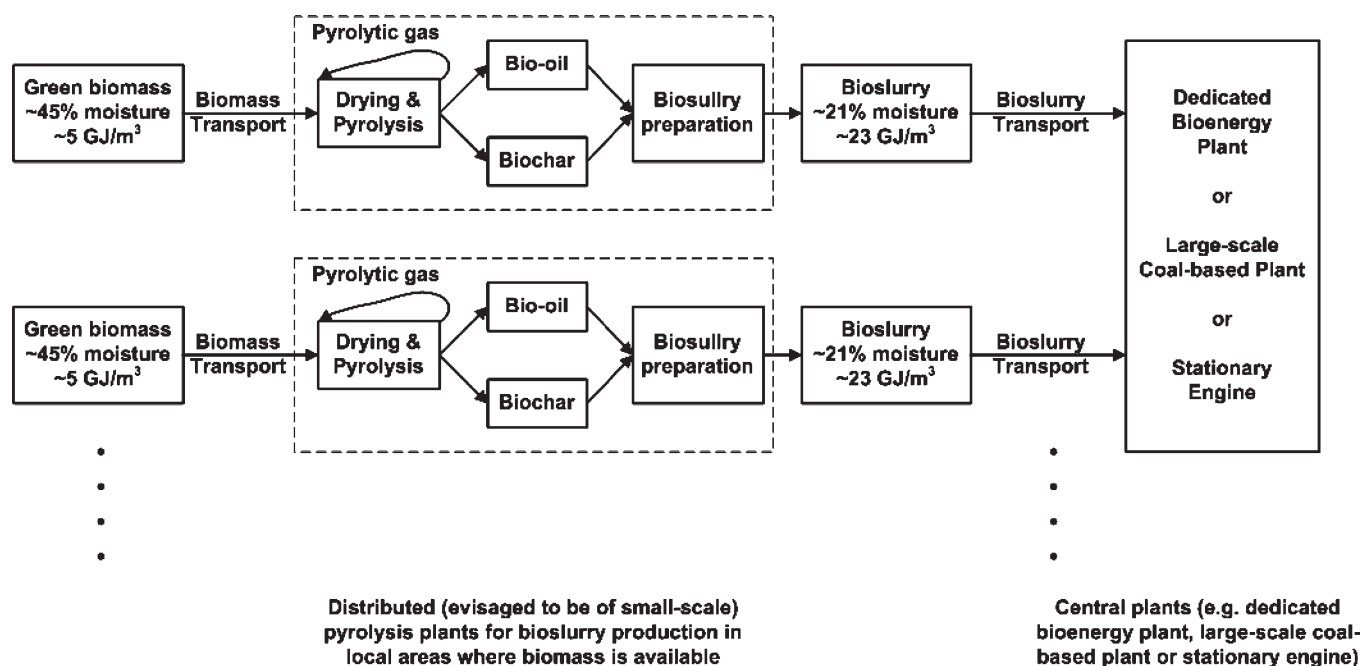 Pyrolytic gas
Green biomass
~45% moisture
~5 GJ/m³
Biomass
Transport
Drying &
Pyrolysis
Bio-oil
Biochar
Biosullry
preparation
Bioslurry
~21% moisture
~23 GJ/m³
Bioslurry
Transport
Dedicated
Bioenergy
Plant
or
Large-scale
Coal-based Plant
or
Stationary
Engine
Pyrolytic gas
Green biomass
~45% moisture
~5 GJ/m³
Biomass
Transport
Drying &
Pyrolysis
Bio-oil
Biochar
Biosullry
preparation
Bioslurry
~21% moisture
~23 GJ/m³
Bioslurry
Transport
Distributed (evisaged to be of small-scale)
pyrolysis plants for bioslurry production in
local areas where biomass is available
Central plants (e.g. dedicated
bioenergy plant, large-scale coal-
based plant or stationary engine)